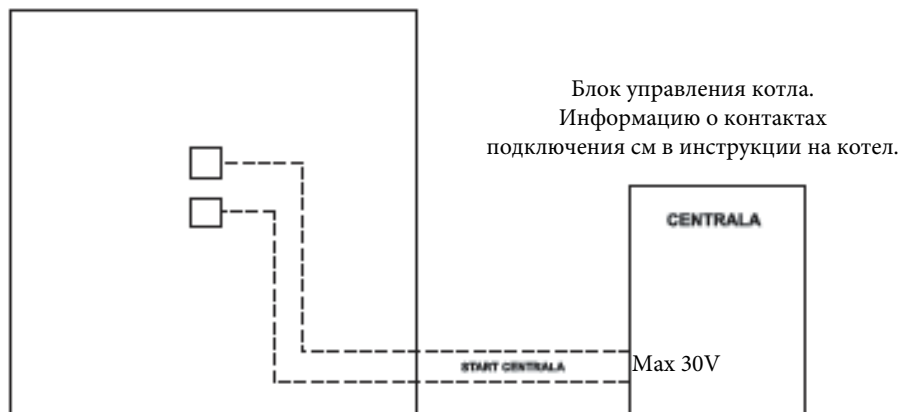 Блок управления котла.
Информацию о контактах
подключения см в инструкции на котел.
CENTRALA
START CENTRALA
Max 30V